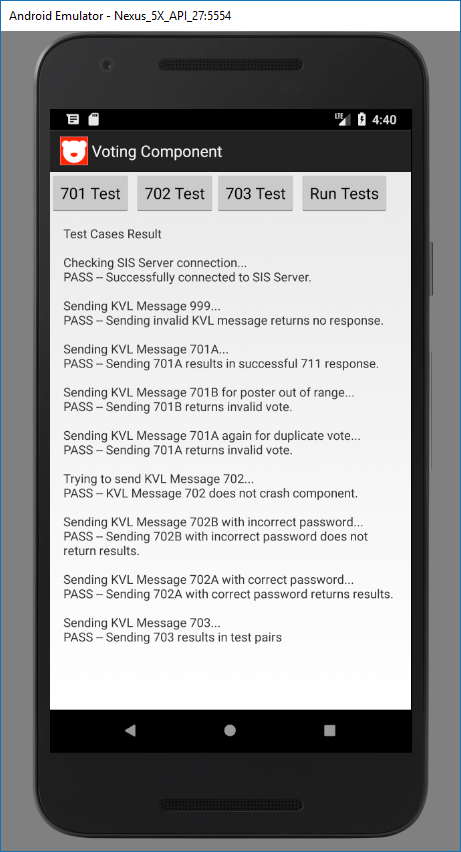 Android Emulator - Nexus_5X_API_27:5554
LTE 4:40
Voting Component
701 Test 702 Test 703 Test Run Tests
Test Cases Result
Checking SIS Server connection...
PASS -- Successfully connected to SIS Server.
Sending KVL Message 999...
PASS -- Sending invalid KVL message returns no response.
Sending KVL Message 701A...
PASS -- Sending 701A results in successful 711 response.
Sending KVL Message 701B for poster out of range...
PASS -- Sending 701B returns invalid vote.
Sending KVL Message 701A again for duplicate vote...
PASS -- Sending 701A returns invalid vote.
Trying to send KVL Message 702...
PASS -- KVL Message 702 does not crash component.
Sending KVL Message 702B with incorrect password...
PASS -- Sending 702B with incorrect password does not
return results.
Sending KVL Message 702A with correct password...
PASS -- Sending 702A with correct password returns results.
Sending KVL Message 703...
PASS -- Sending 703 results in test pairs